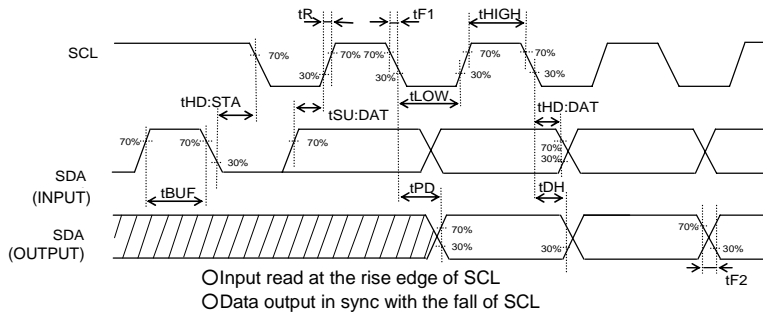 tR tF1 tHIGH
SCL 70% 70% 70% 70% 70%
30% 30% 30% 30%
tHD:STA tSU:DAT tLOW tHD:DAT
70% 70% 30% 70% 70% 30%
SDA
(INPUT)
tBUF tPD tDH
SDA
(OUTPUT)
70% 30% 30% 70% 30%
tF2
○Input read at the rise edge of SCL
○Data output in sync with the fall of SCL